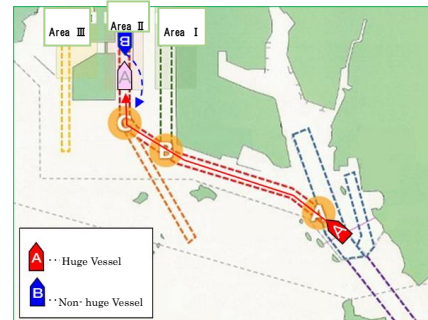 Area Ⅲ
Area Ⅱ
Area Ⅰ
B
A
C
B
A
A
A ・・・Huge Vessel
B ・・・Non- huge Vessel